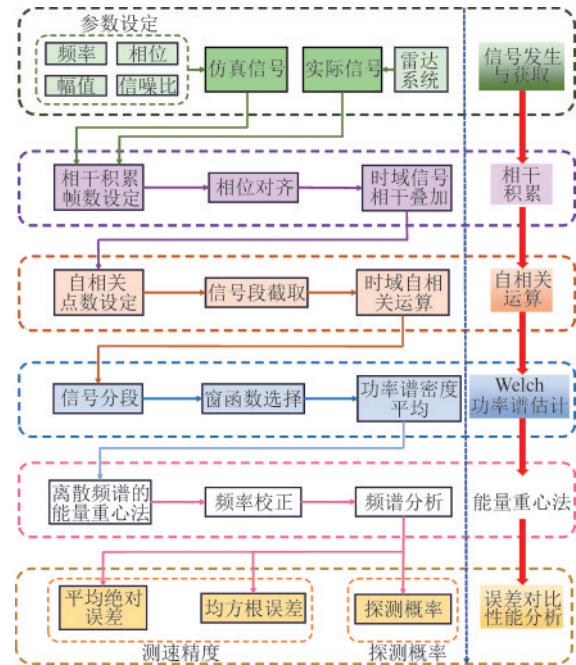 参数设定
频率
相位
幅值
信噪比
仿真信号
实际信号
雷达
系统
信号发生
与获取
相干积累
帧数设定
相位对齐
时域信号
相干叠加
相干
积累
自相关
点数设定
信号段截取
时域自相
关运算
自相关
运算
信号分段
窗函数选择
功率谱密度
平均
Welch
功率谱估计
离散频谱的
能量重心法
频率校正
频谱分析
能量重心法
平均绝对
误差
均方根误差
探测概率
误差对比
性能分析
测速精度
探测概率